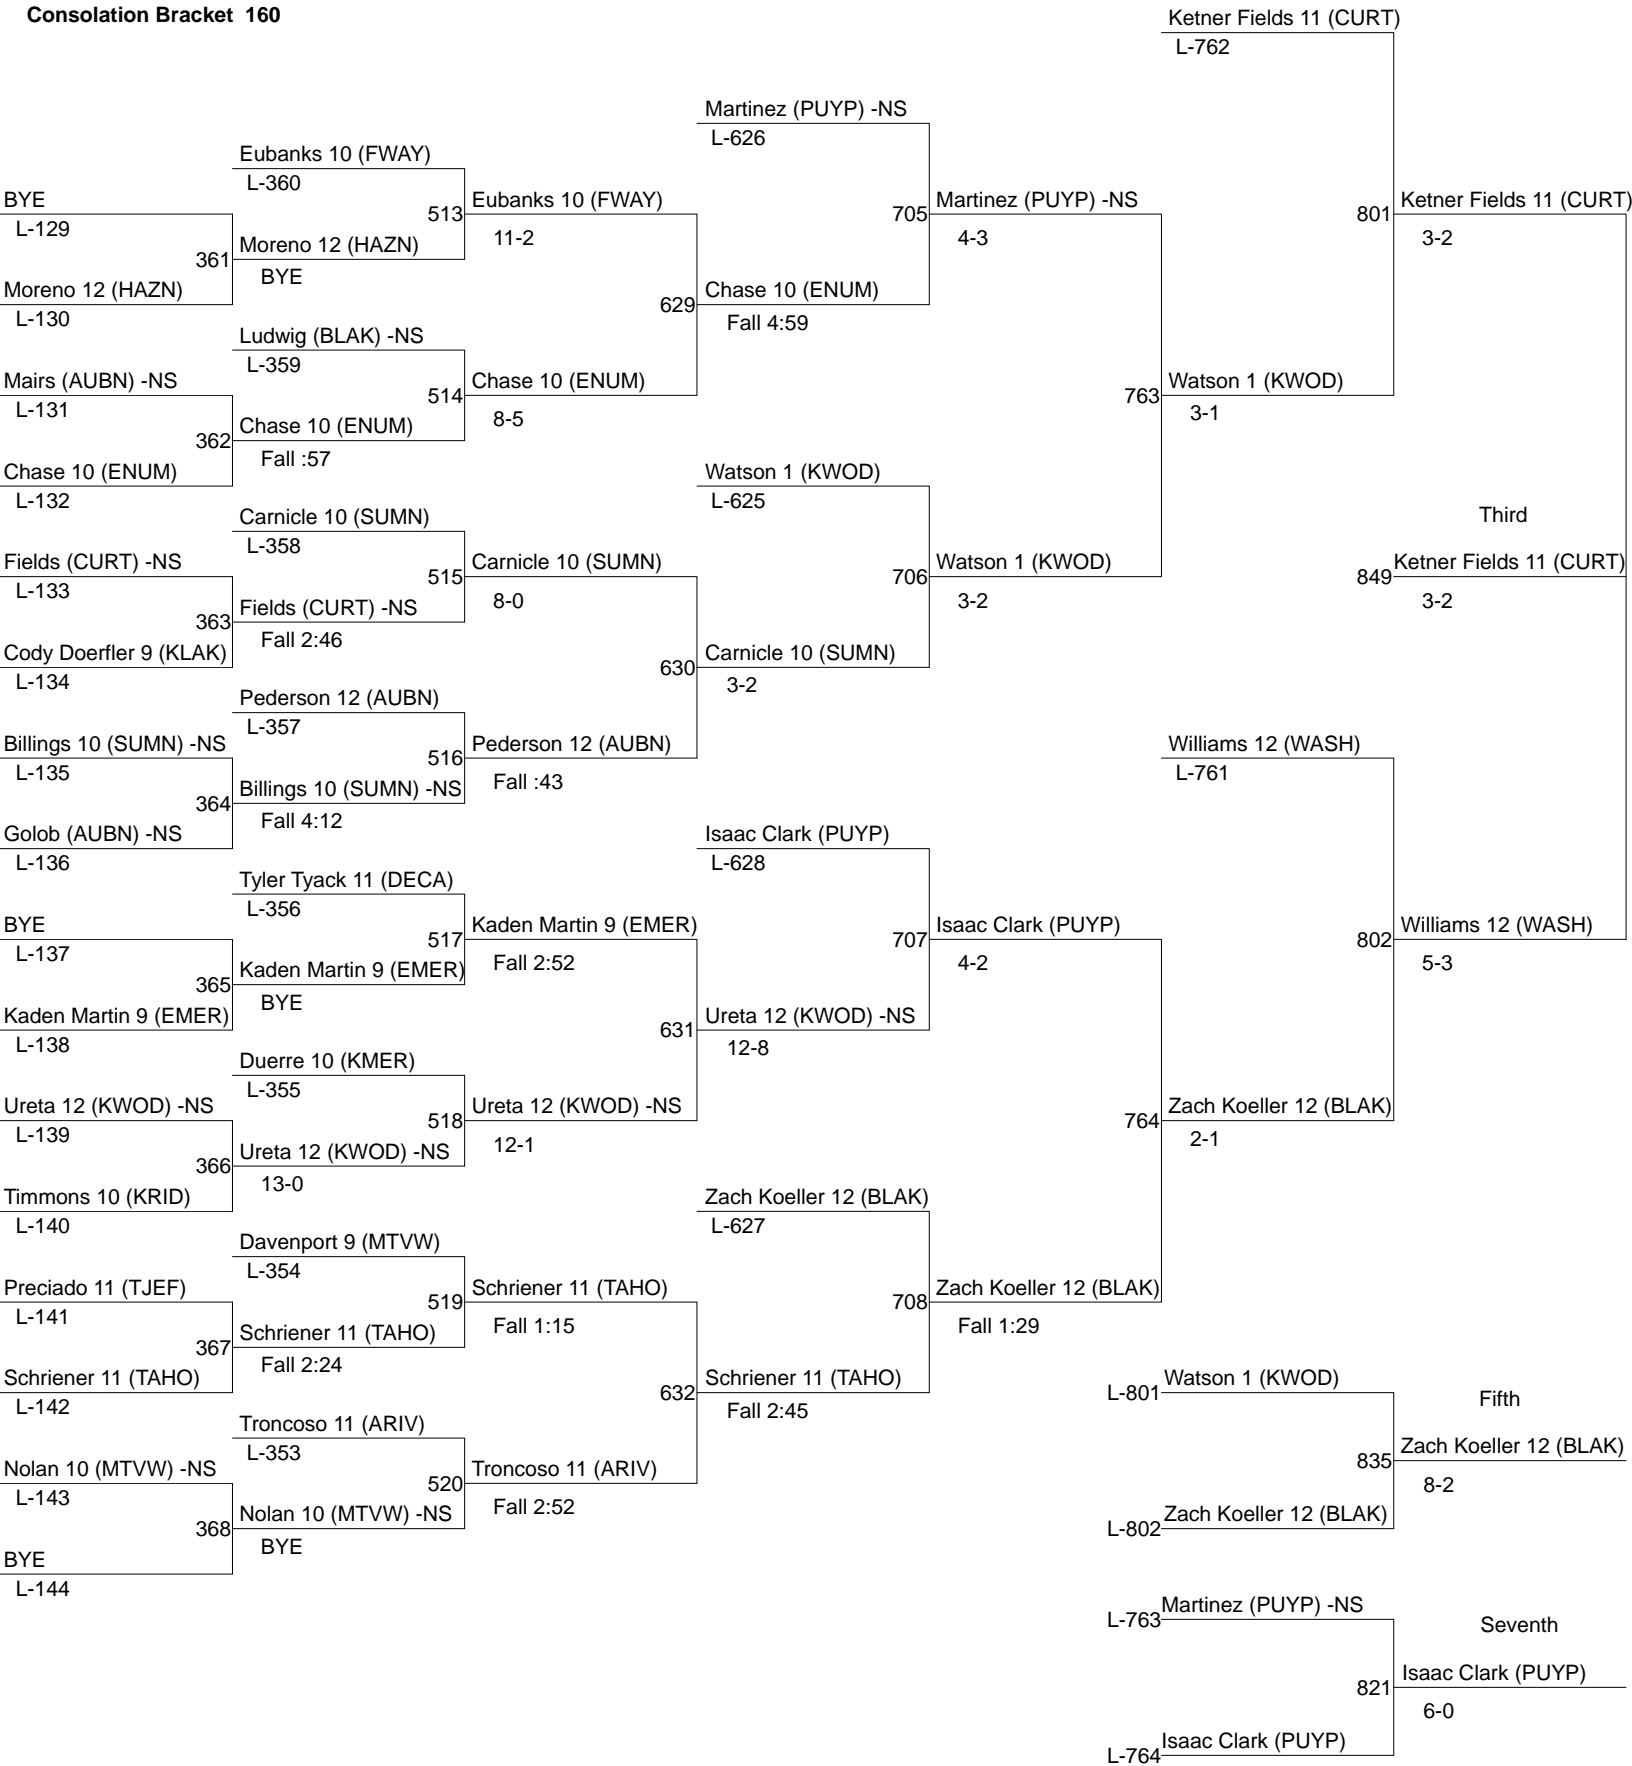 Consolation Bracket 160
BYE
L-129
Moreno 12 (HAZN)
L-130
Mairs (AUBN) -NS
L-131
Chase 10 (ENUM)
L-132
Fields (CURT) -NS
L-133
Cody Doerfler 9 (KLAK)
L-134
Billings 10 (SUMN) -NS
L-135
Golob (AUBN) -NS
L-136
BYE
L-137
Kaden Martin 9 (EMER)
L-138
Ureta 12 (KWOD) -NS
L-139
Timmons 10 (KRID)
L-140
Preciado 11 (TJEF)
L-141
Schriener 11 (TAHO)
L-142
Nolan 10 (MTVW) -NS
L-143
BYE
L-144
Eubanks 10 (FWAY)
L-360
361
Moreno 12 (HAZN)
BYE
Ludwig (BLAK) -NS
L-359
362
Chase 10 (ENUM)
Fall :57
Carnicle 10 (SUMN)
L-358
363
Fields (CURT) -NS
Fall 2:46
Pederson 12 (AUBN)
L-357
364
Billings 10 (SUMN) -NS
Fall 4:12
Tyler Tyack 11 (DECA)
L-356
365
Kaden Martin 9 (EMER)
BYE
Duerre 10 (KMER)
L-355
366
Ureta 12 (KWOD) -NS
13-0
Davenport 9 (MTVW)
L-354
367
Schriener 11 (TAHO)
Fall 2:24
Troncoso 11 (ARIV)
L-353
368
Nolan 10 (MTVW) -NS
BYE
513
Eubanks 10 (FWAY)
11-2
514
Chase 10 (ENUM)
8-5
515
Carnicle 10 (SUMN)
8-0
516
Pederson 12 (AUBN)
Fall :43
517
Kaden Martin 9 (EMER)
Fall 2:52
518
Ureta 12 (KWOD) -NS
12-1
519
Schriener 11 (TAHO)
Fall 1:15
520
Troncoso 11 (ARIV)
Fall 2:52
Martinez (PUYP) -NS
L-626
629
Chase 10 (ENUM)
Fall 4:59
Watson 1 (KWOD)
L-625
630
Carnicle 10 (SUMN)
3-2
Isaac Clark (PUYP)
L-628
631
Ureta 12 (KWOD) -NS
12-8
Zach Koeller 12 (BLAK)
L-627
632
Schriener 11 (TAHO)
Fall 2:45
705
Martinez (PUYP) -NS
4-3
706
Watson 1 (KWOD)
3-2
707
Isaac Clark (PUYP)
4-2
708
Zach Koeller 12 (BLAK)
Fall 1:29
Ketner Fields 11 (CURT)
L-762
763
Watson 1 (KWOD)
3-1
Williams 12 (WASH)
L-761
764
Zach Koeller 12 (BLAK)
2-1
801
Ketner Fields 11 (CURT)
3-2
Third
849
Ketner Fields 11 (CURT)
3-2
802
Williams 12 (WASH)
5-3
L-801
Watson 1 (KWOD)
Fifth
835
Zach Koeller 12 (BLAK)
8-2
L-802
Zach Koeller 12 (BLAK)
L-763
Martinez (PUYP) -NS
Seventh
821
Isaac Clark (PUYP)
6-0
L-764
Isaac Clark (PUYP)